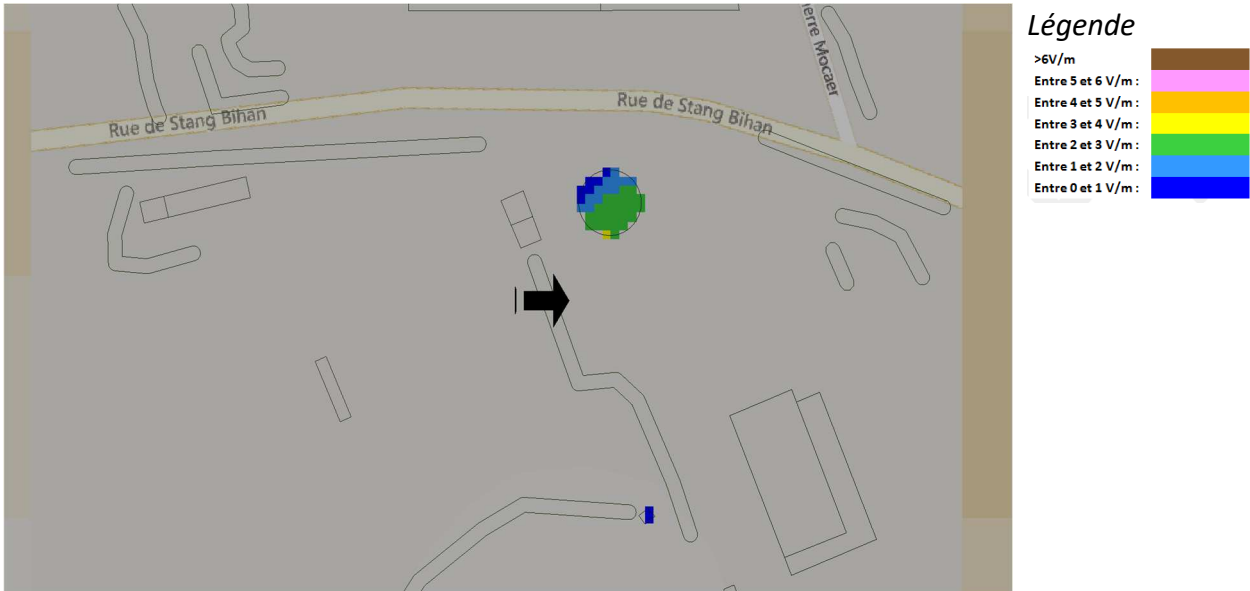 Légende
>6V/m
Entre 5 et 6 V/m :
Entre 4 et 5 V/m :
Entre 3 et 4 V/m :
Entre 2 et 3 V/m :
Entre 1 et 2 V/m :
Entre 0 et 1 V/m :
erre Mocaer
Rue de Stang Bihan
Rue de Stang Bihan